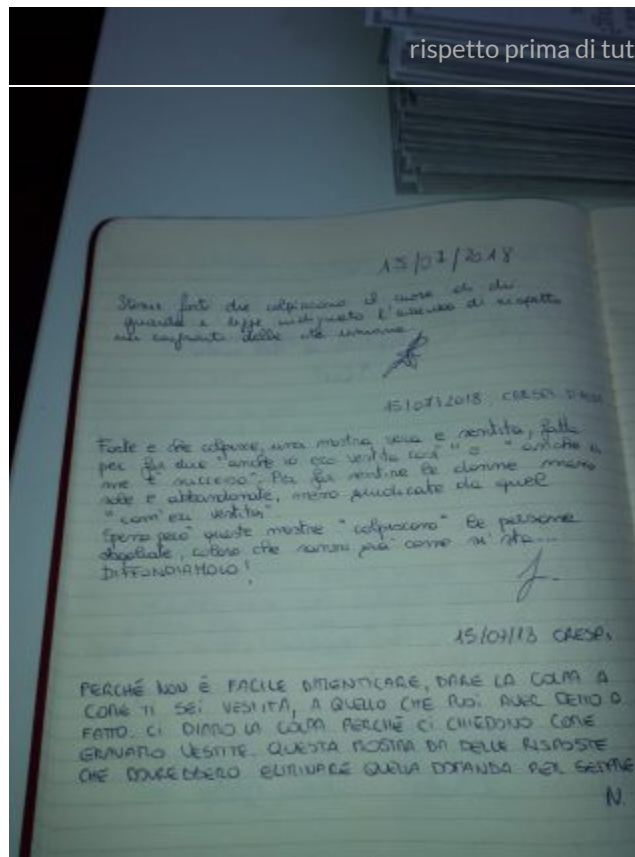 rispetto prima di tut
15/07/2018
Storie forti che colpiscono il cuore di chi
guarda e legge indignato l'assenza di rispetto
nei confronti delle vite umane
15/07/2018 CRESPI D'
Forte e che colpisce, una mostra vera e sentita, fatta
per far dire "anche io ero vestita così" o "anche a
me è successo". Per far sentire le donne meno
sole e abbandonate, meno giudicate da quel
"com'eri vestita"
Spero però queste mostre "colpiscano" le persone
sbagliate, coloro che sanno già come si sta...
DIFFONDIAMOLO!
15/07/18 CRESPI
PERCHÉ NON È FACILE DIMENTICARE, DARE LA COLPA A
COME TI SEI VESTITA, A QUELLO CHE PUOI AVER DETTO O
FATTO. CI DIAMO LA COLPA PERCHÉ CI CHIEDONO COME
ERAVAMO VESTITE. QUESTA MOSTRA DA DELLE RISPOSTE
CHE DOVREBBERO ELIMINARE QUELLA DOMANDA PER SEMPRE
N.